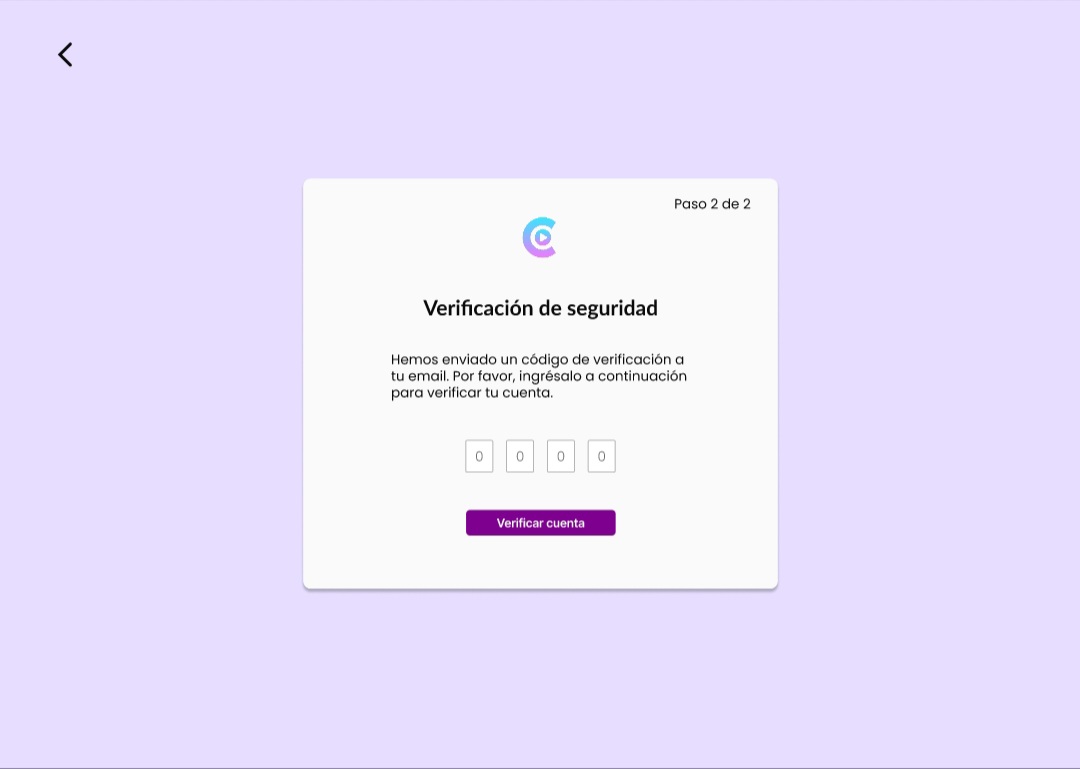 Paso 2 de 2
Verificación de seguridad
Hemos enviado un código de verificación a
tu email. Por favor, ingrésalo a continuación
para verificar tu cuenta.
0 0 0 0
Verificar cuenta